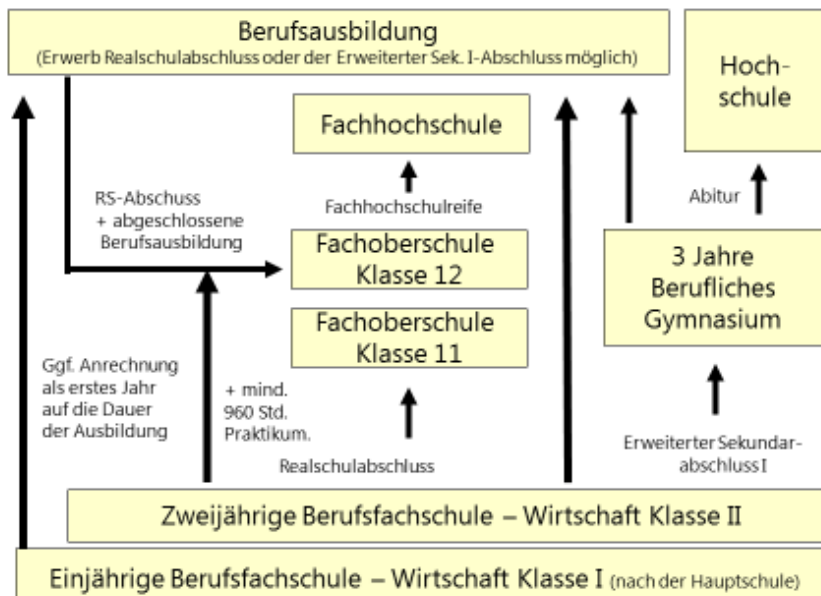 Berufsausbildung
(Erwerb Realschulabschluss oder der Erweiterter Sek. I-Abschluss möglich)
Hoch-
schule
Fachhochschule
RS-Abschuss
+ abgeschlossene
Berufsausbildung
Fachhochschulreife
Abitur
Fachoberschule
Klasse 12
3 Jahre
Berufliches
Gymnasium
Fachoberschule
Klasse 11
Ggf. Anrechnung
als erstes Jahr
auf die Dauer
der Ausbildung
+ mind.
960 Std.
Praktikum.
Realschulabschluss
Erweiterter Sekundar-
abschluss I
Zweijährige Berufsfachschule – Wirtschaft Klasse II
Einjährige Berufsfachschule – Wirtschaft Klasse I (nach der Hauptschule)